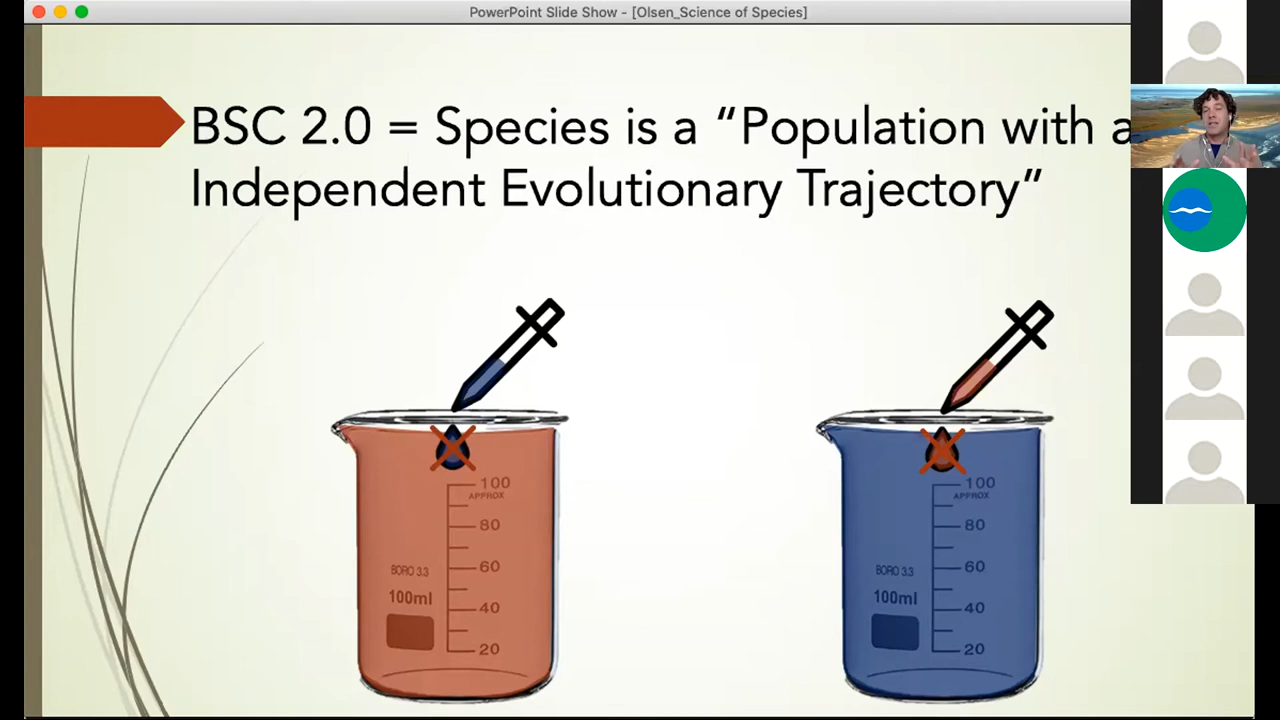 PowerPoint Slide Show - [Olsen_Science of Species]
BSC 2.0 = Species is a “Population with a
Independent Evolutionary Trajectory”
100
APPROX
80
60
BORO 3.3
100ml
40
20
100
APPROX
80
60
BORO 3.3
100ml
40
20